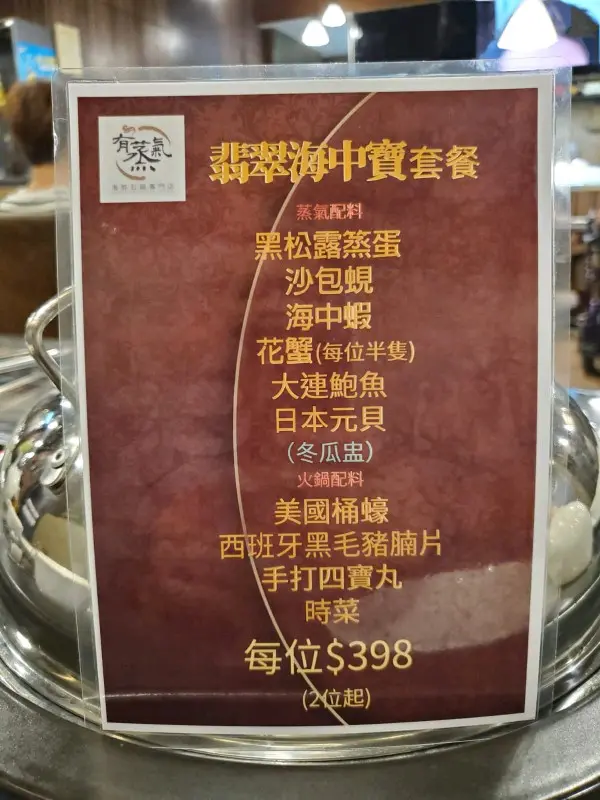 有蒸氣
翡翠海中寶套餐
蒸氣配料
黑松露蒸蛋
沙包蜆
海中蝦
花蟹(每位半隻)
大連鮑魚
日本元貝
(冬瓜盅)
火鍋配料
美國桶蠔
西班牙黑毛豬腩片
手打四寶丸
時菜
每位$398
(2位起)